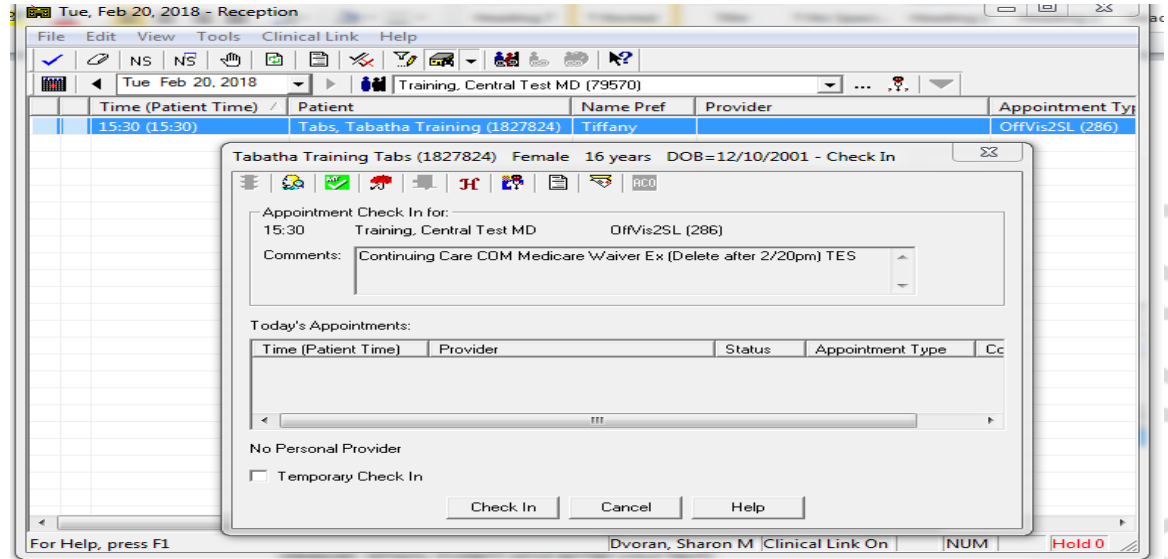 Tue, Feb 20, 2018 - Reception
File Edit View Tools Clinical Link Help
NS NS
Tue Feb 20, 2018 Training, Central Test MD (79570) ...
Time (Patient Time) Patient Name Pref Provider Appointment Typ
15:30 (15:30) Tabs, Tabatha Training (1827824) Tiffany OffVis2SL (286)
Tabatha Training Tabs (1827824) Female 16 years DOB=12/10/2001 - Check In
H ACO
Appointment Check In for:
15:30 Training, Central Test MD OffVis2SL (286)
Comments: Continuing Care COM Medicare Waiver Ex (Delete after 2/20pm) TES
Today's Appointments:
Time (Patient Time) Provider Status Appointment Type Cc
No Personal Provider
Temporary Check In
Check In Cancel Help
For Help, press F1 Dvoran, Sharon M Clinical Link On NUM Hold 0